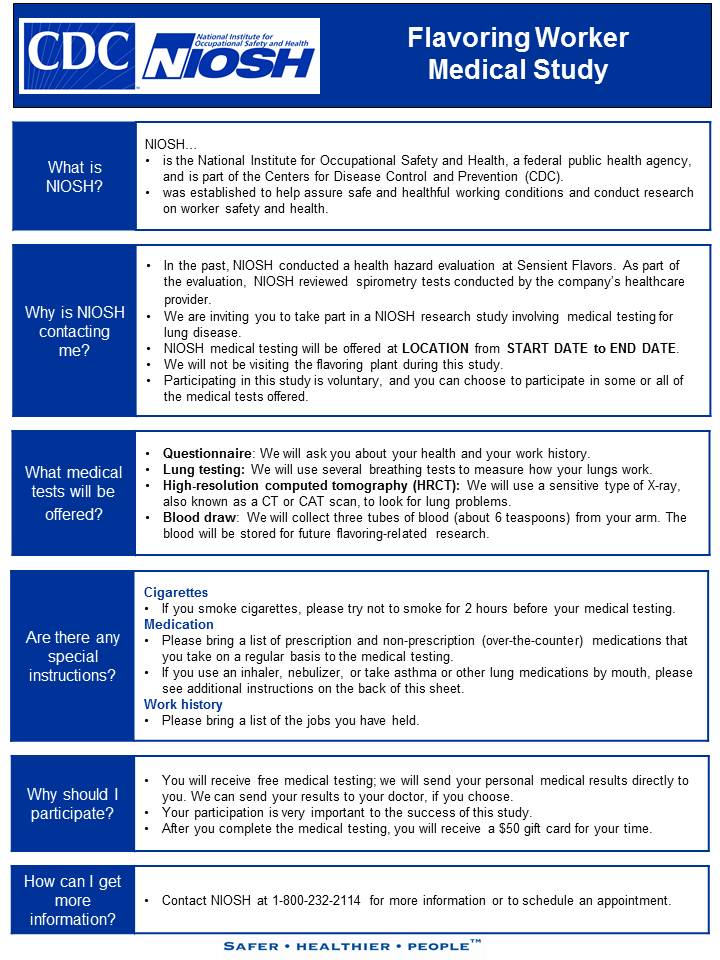 CDC
National Institute for
Occupational Safety and Health
NIOSH
Flavoring Worker
Medical Study
What is
NIOSH?
NIOSH…
• is the National Institute for Occupational Safety and Health, a federal public health agency,
and is part of the Centers for Disease Control and Prevention (CDC).
• was established to help assure safe and healthful working conditions and conduct research
on worker safety and health.
Why is NIOSH
contacting
me?
• In the past, NIOSH conducted a health hazard evaluation at Sensient Flavors. As part of
the evaluation, NIOSH reviewed spirometry tests conducted by the company's healthcare
provider.
• We are inviting you to take part in a NIOSH research study involving medical testing for
lung disease.
• NIOSH medical testing will be offered at LOCATION from START DATE to END DATE.
• We will not be visiting the flavoring plant during this study.
• Participating in this study is voluntary, and you can choose to participate in some or all of
the medical tests offered.
What medical
tests will be
offered?
• Questionnaire: We will ask you about your health and your work history.
• Lung testing: We will use several breathing tests to measure how your lungs work.
• High-resolution computed tomography (HRCT): We will use a sensitive type of X-ray,
also known as a CT or CAT scan, to look for lung problems.
• Blood draw: We will collect three tubes of blood (about 6 teaspoons) from your arm. The
blood will be stored for future flavoring-related research.
Are there any
special
instructions?
Cigarettes
• If you smoke cigarettes, please try not to smoke for 2 hours before your medical testing.
Medication
• Please bring a list of prescription and non-prescription (over-the-counter) medications that
you take on a regular basis to the medical testing.
• If you use an inhaler, nebulizer, or take asthma or other lung medications by mouth, please
see additional instructions on the back of this sheet.
Work history
• Please bring a list of the jobs you have held.
Why should I
participate?
• You will receive free medical testing; we will send your personal medical results directly to
you. We can send your results to your doctor, if you choose.
• Your participation is very important to the success of this study.
• After you complete the medical testing, you will receive a $50 gift card for your time.
How can I get
more
information?
• Contact NIOSH at 1-800-232-2114 for more information or to schedule an appointment.
SAFER • HEALTHIER • PEOPLE™